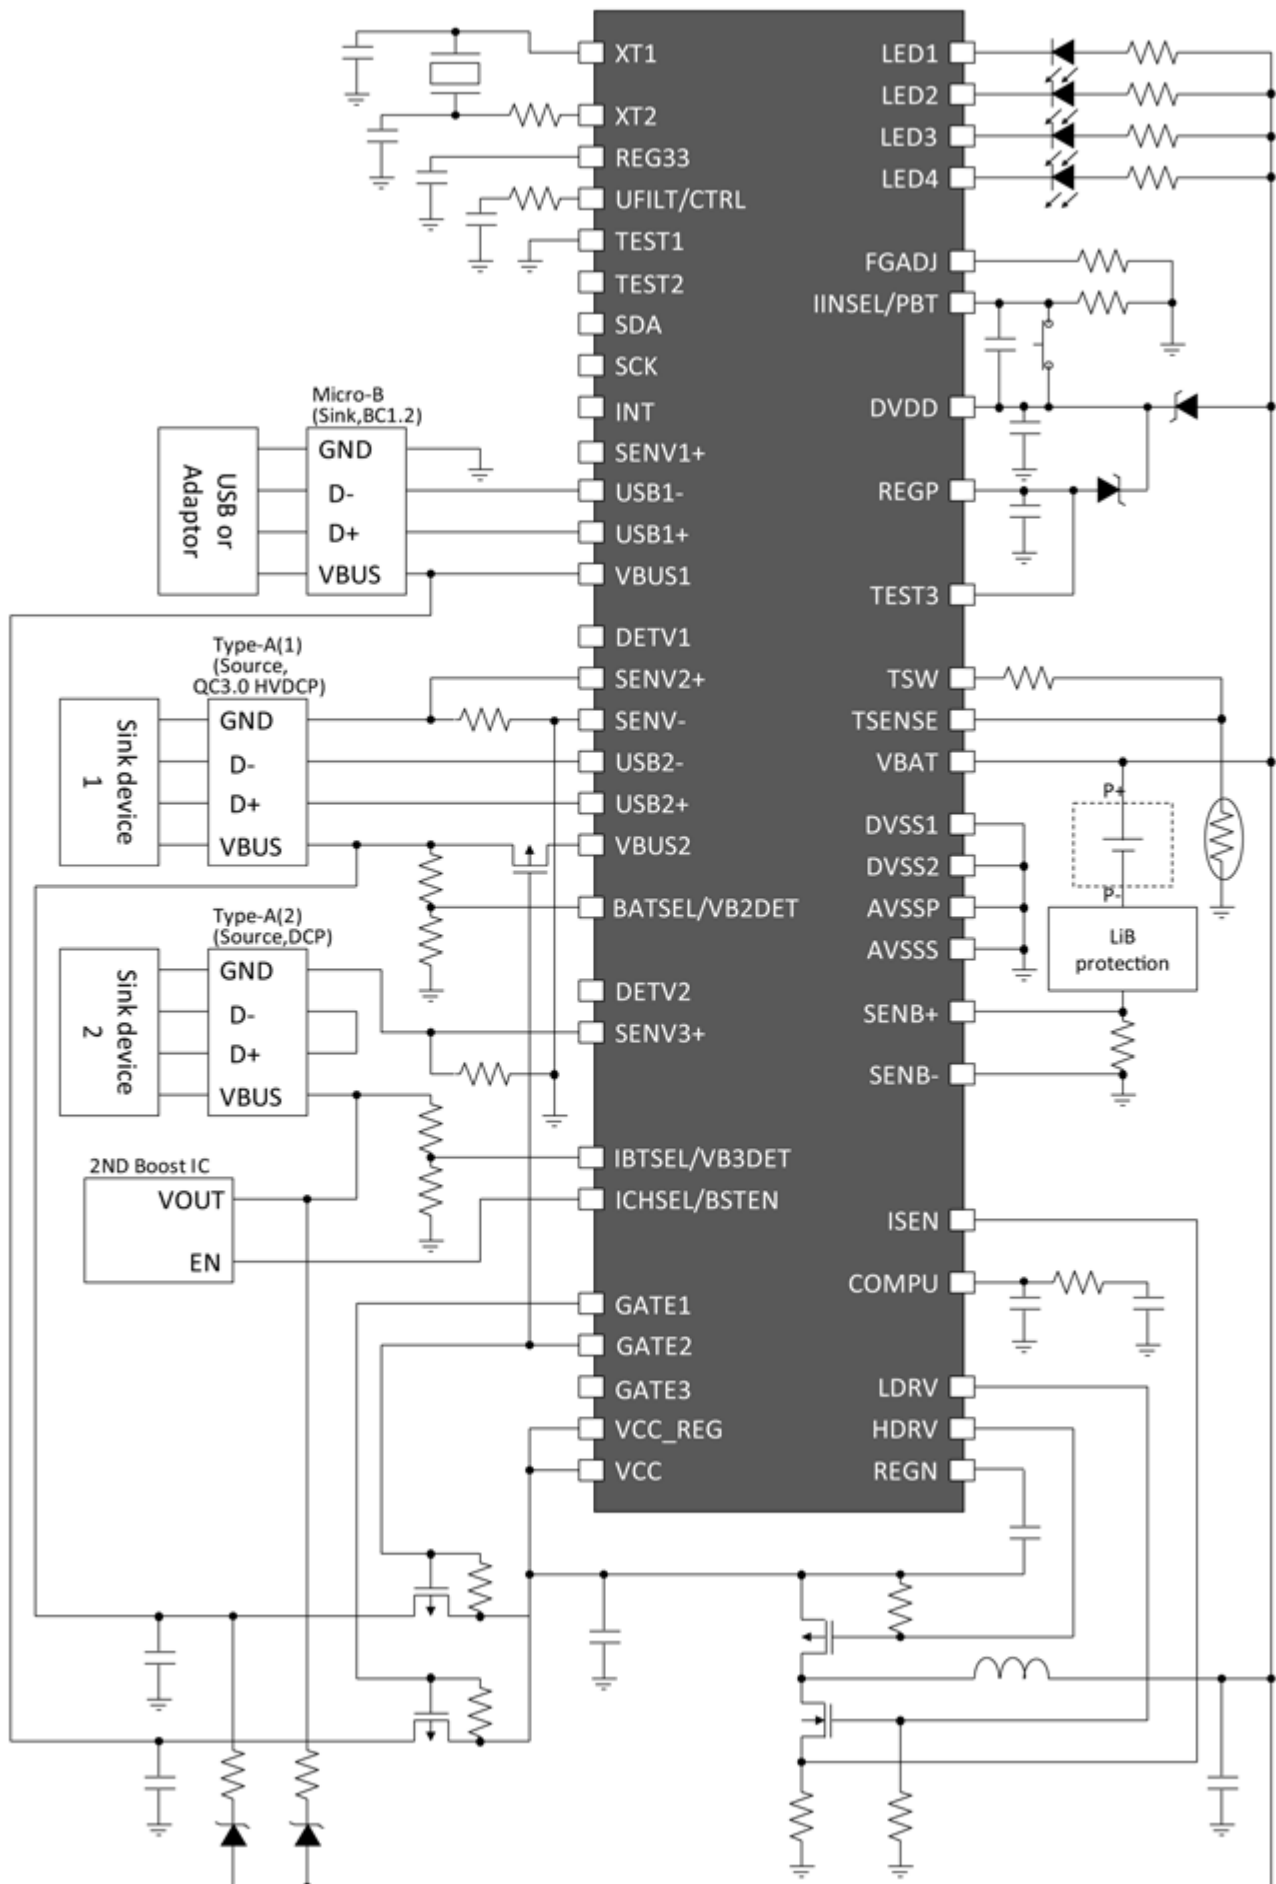 XT1
XT2
REG33
UFILT/CTRL
TEST1
TEST2
SDA
SCK
INT
SENV1+
USB1-
USB1+
VBUS1
DETV1
SENV2+
SENV-
USB2-
USB2+
VBUS2
BATSEL/VB2DET
DETV2
SENV3+
IBTSEL/VB3DET
ICHSEL/BSTEN
GATE1
GATE2
GATE3
VCC_REG
VCC
LED1
LED2
LED3
LED4
FGADJ
IINSEL/PBT
DVDD
REGP
TEST3
TSW
TSENSE
VBAT
DVSS1
DVSS2
AVSSP
AVSSS
SENB+
SENB-
ISEN
COMPU
LDRV
HDRV
REGN
Micro-B
(Sink,BC1.2)
USB or
Adaptor
GND
D-
D+
VBUS
Type-A(1)
(Source,
QC3.0 HVDCP)
Sink device
1
GND
D-
D+
VBUS
Type-A(2)
(Source,DCP)
Sink device
2
GND
D-
D+
VBUS
2ND Boost IC
VOUT
EN
P+
P-
LiB
protection